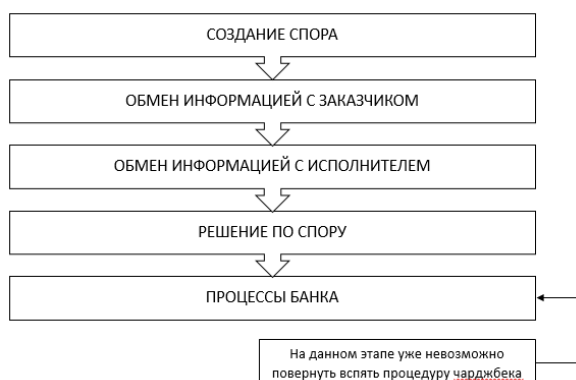 СОЗДАНИЕ СПОРА
ОБМЕН ИНФОРМАЦИЕЙ С ЗАКАЗЧИКОМ
ОБМЕН ИНФОРМАЦИЕЙ С ИСПОЛНИТЕЛЕМ
РЕШЕНИЕ ПО СПОРУ
ПРОЦЕССЫ БАНКА
На данном этапе уже невозможно
повернуть вспять процедуру чарджбека